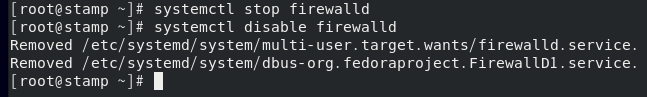 [root@stamp ~]# systemctl stop firewalld
[root@stamp ~]# systemctl disable firewalld
Removed /etc/systemd/system/multi-user.target.wants/firewalld.service.
Removed /etc/systemd/system/dbus-org.fedoraproject.FirewallD1.service.
[root@stamp ~]#